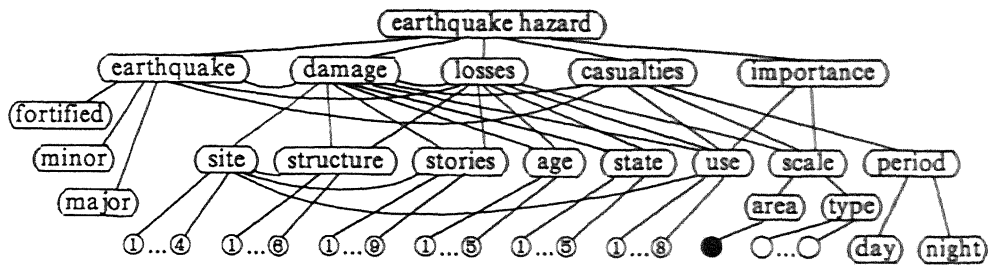 earthquake hazard
earthquake damage losses casualties importance
fortified
minor
site structure stories age state use scale period
major
area type
①...④ ①...⑥ ①...⑨ ①...⑤ ①...⑤ ①...⑧ ... day night